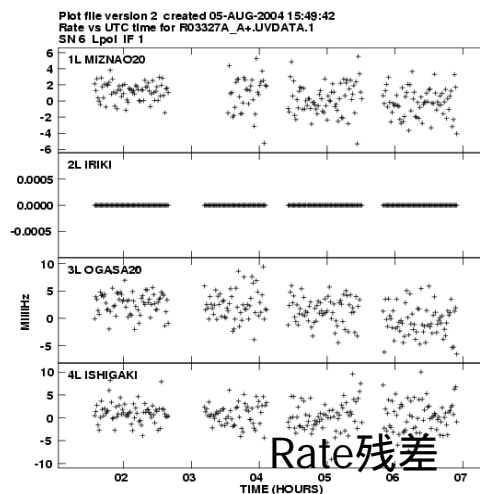 Plot file version 2 created 05-AUG-2004 15:49:42
Rate vs UTC time for R03327A_A+.UVDATA.1
SN 6 Lpol IF 1
6
4
2
0
-2
-4
-6
1L MIZNAO20
0.0005
0.0000
-0.0005
2L IRIKI
10
5
0
-5
3L OGASA20
MilliHz
10
5
0
-5
-10
4L ISHIGAKI
Rate残差
02 03 04 05 06 07
TIME (HOURS)